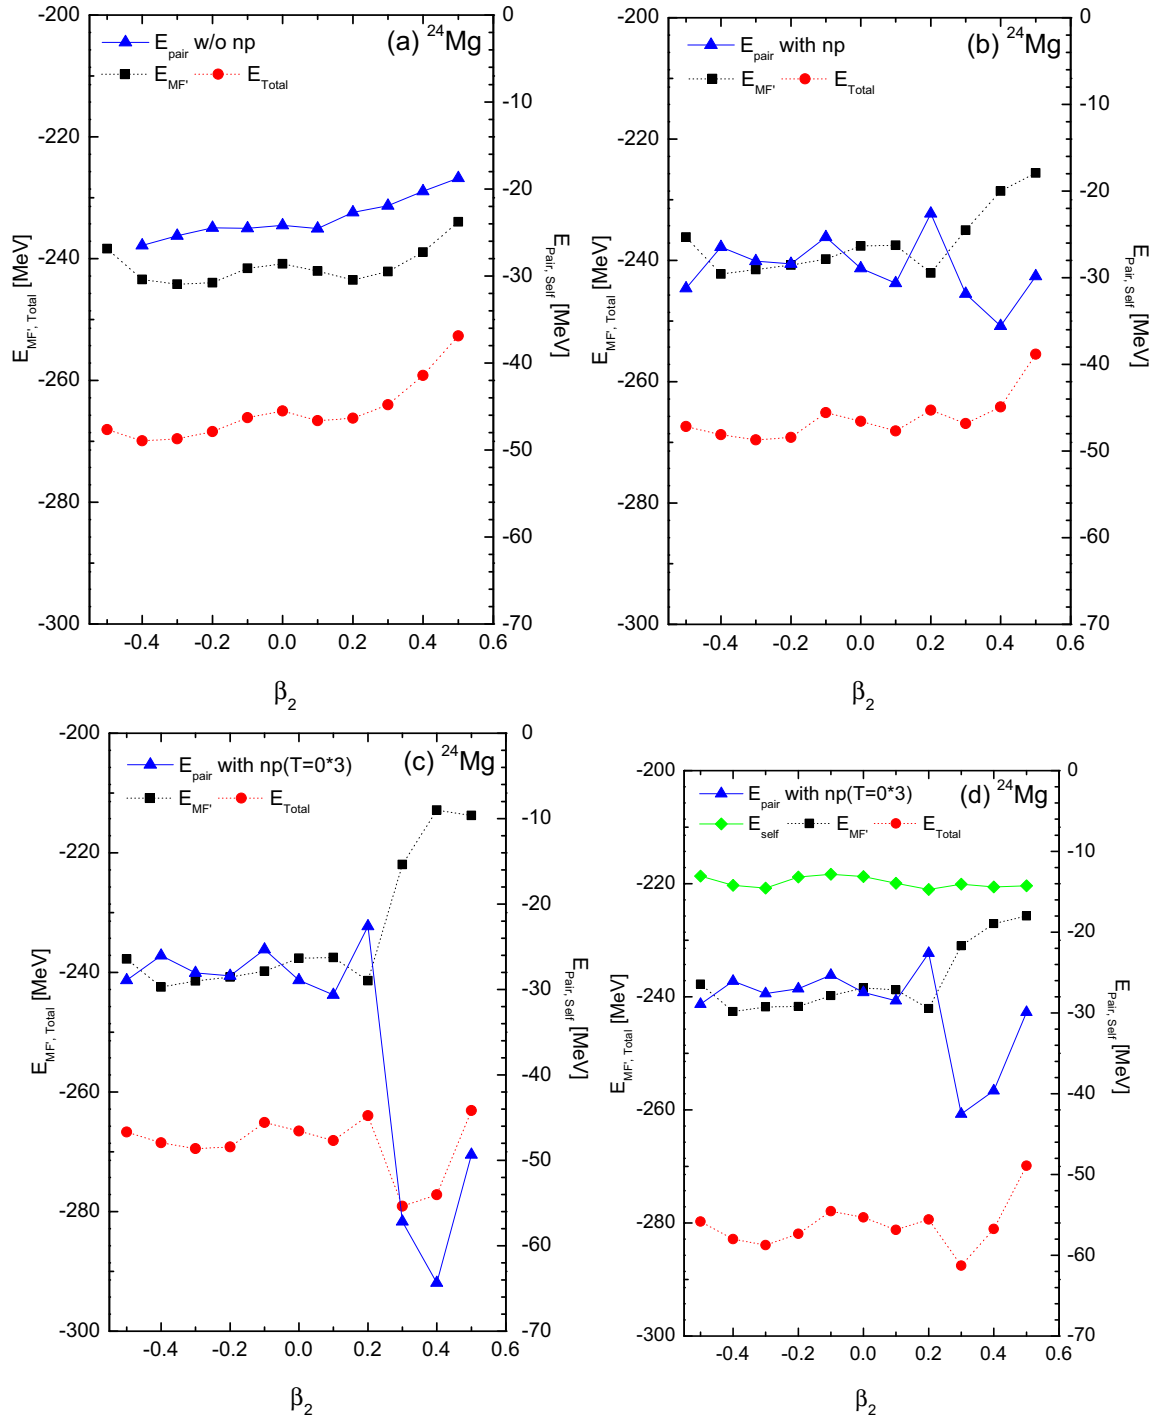 (a) ²⁴Mg
E_pair w/o np
E_MF' E_Total
-200
-220
-240
-260
-280
-300
0
-10
-20
-30
-40
-50
-60
-70
-0.4 -0.2 0.0 0.2 0.4 0.6
E_MF', Total [MeV]
E_Pair, Self [MeV]
β₂
(b) ²⁴Mg
E_pair with np
E_MF' E_Total
-200
-220
-240
-260
-280
-300
0
-10
-20
-30
-40
-50
-60
-70
-0.4 -0.2 0.0 0.2 0.4 0.6
E_MF', Total [MeV]
E_Pair, Self [MeV]
β₂
(c) ²⁴Mg
E_pair with np(T=0*3)
E_MF' E_Total
-200
-220
-240
-260
-280
-300
0
-10
-20
-30
-40
-50
-60
-70
-0.4 -0.2 0.0 0.2 0.4 0.6
E_MF', Total [MeV]
E_Pair, Self [MeV]
β₂
(d) ²⁴Mg
E_pair with np(T=0*3)
E_self E_MF' E_Total
-200
-220
-240
-260
-280
-300
0
-10
-20
-30
-40
-50
-60
-70
-0.4 -0.2 0.0 0.2 0.4 0.6
E_MF', Total [MeV]
E_Pair, Self [MeV]
β₂